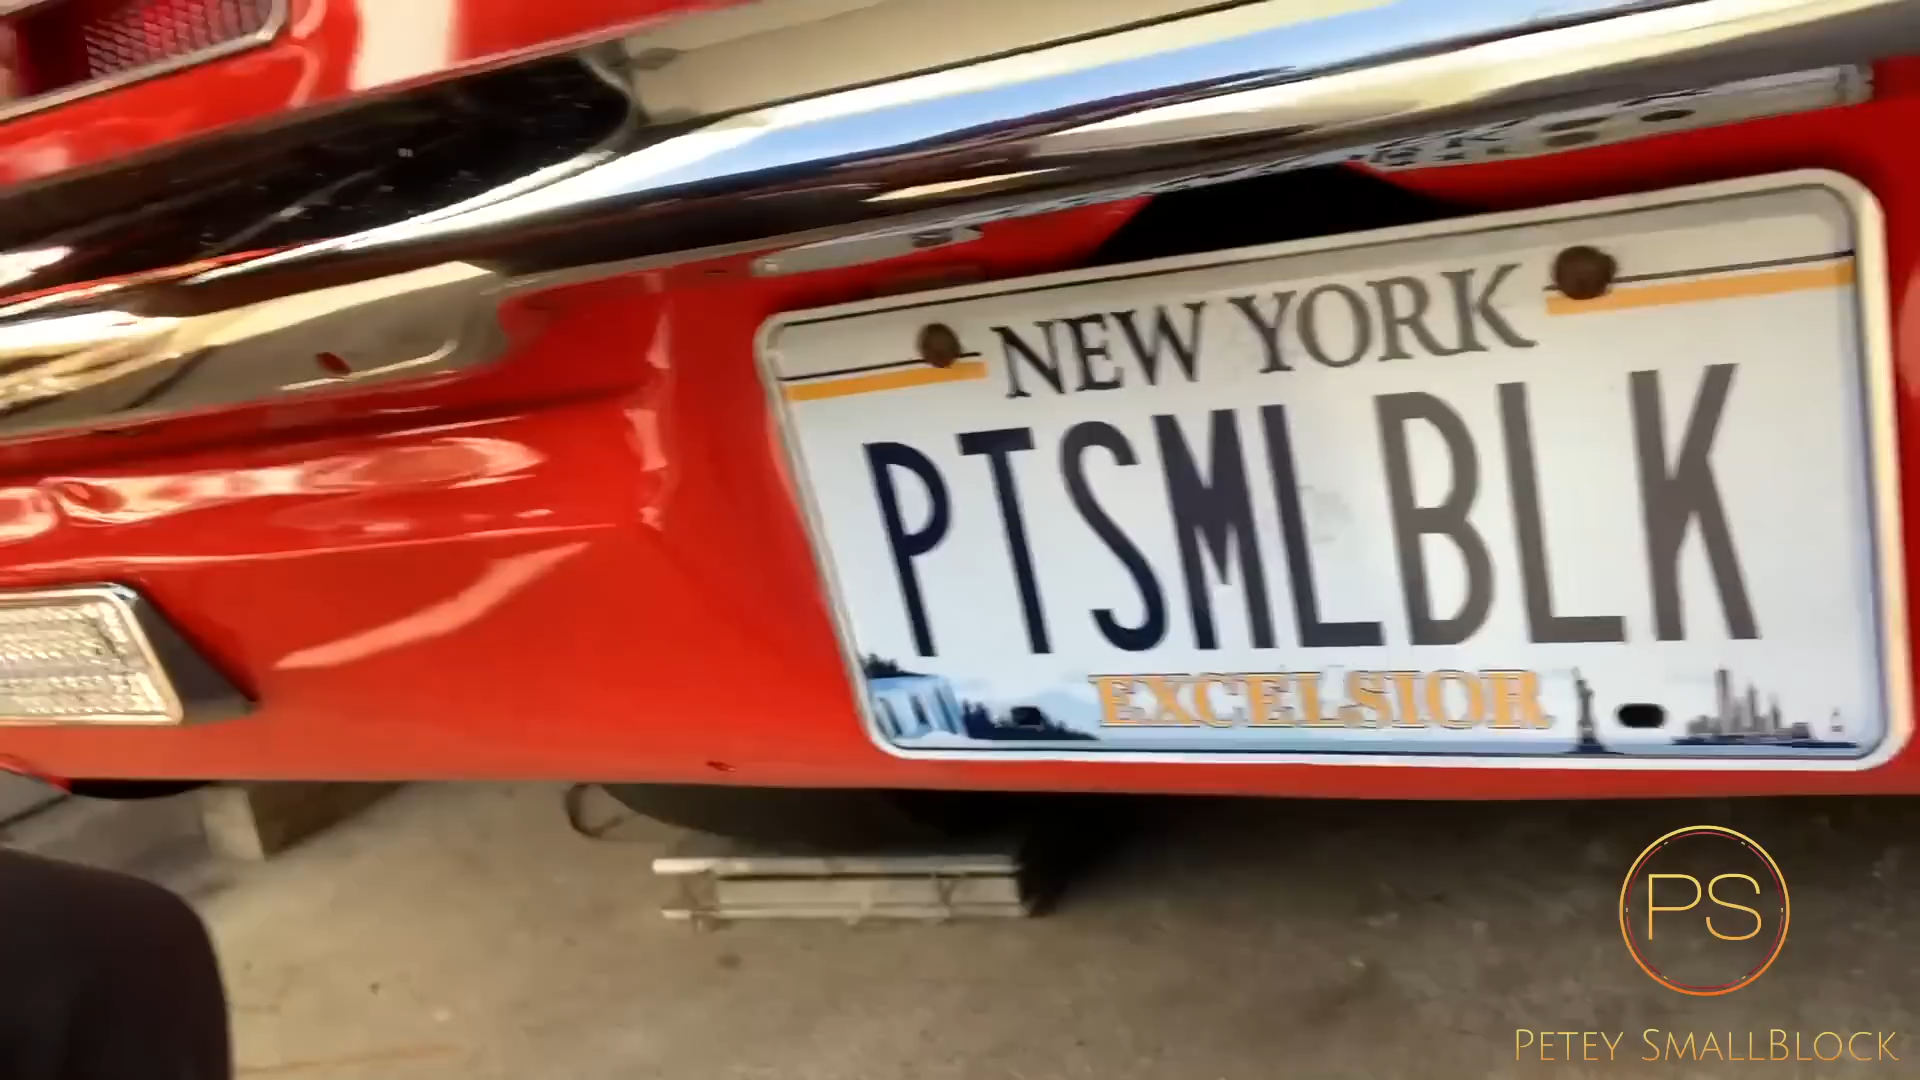 NEW YORK
PTSMLBLK
EXCELSIOR
PS
PETEY SMALLBLOCK